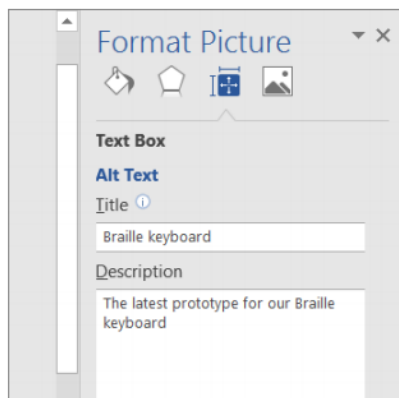 Format Picture
Text Box
Alt Text
Title
Braille keyboard
Description
The latest prototype for our Braille
keyboard